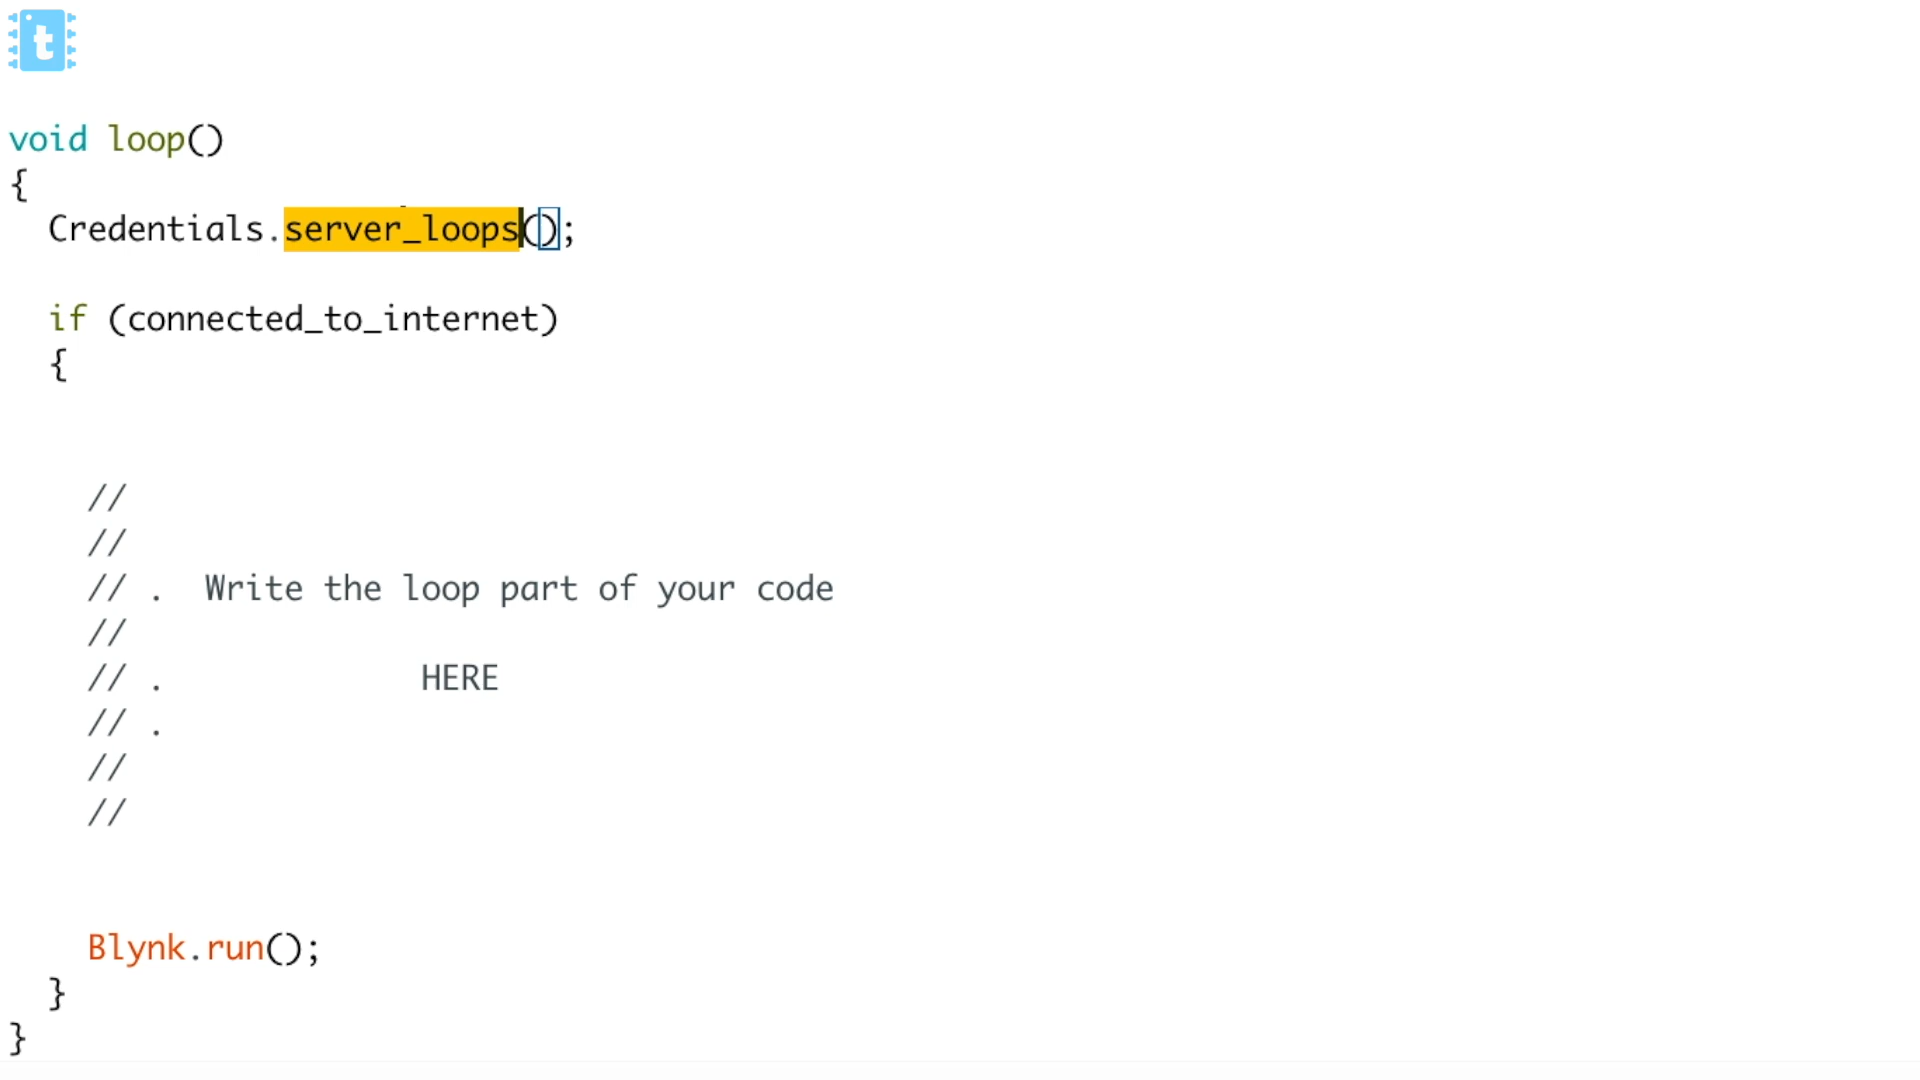 t
void loop()
{
Credentials.server_loops();
if (connected_to_internet)
{
//
//
// . Write the loop part of your code
//
// . HERE
// .
//
//
Blynk.run();
}
}